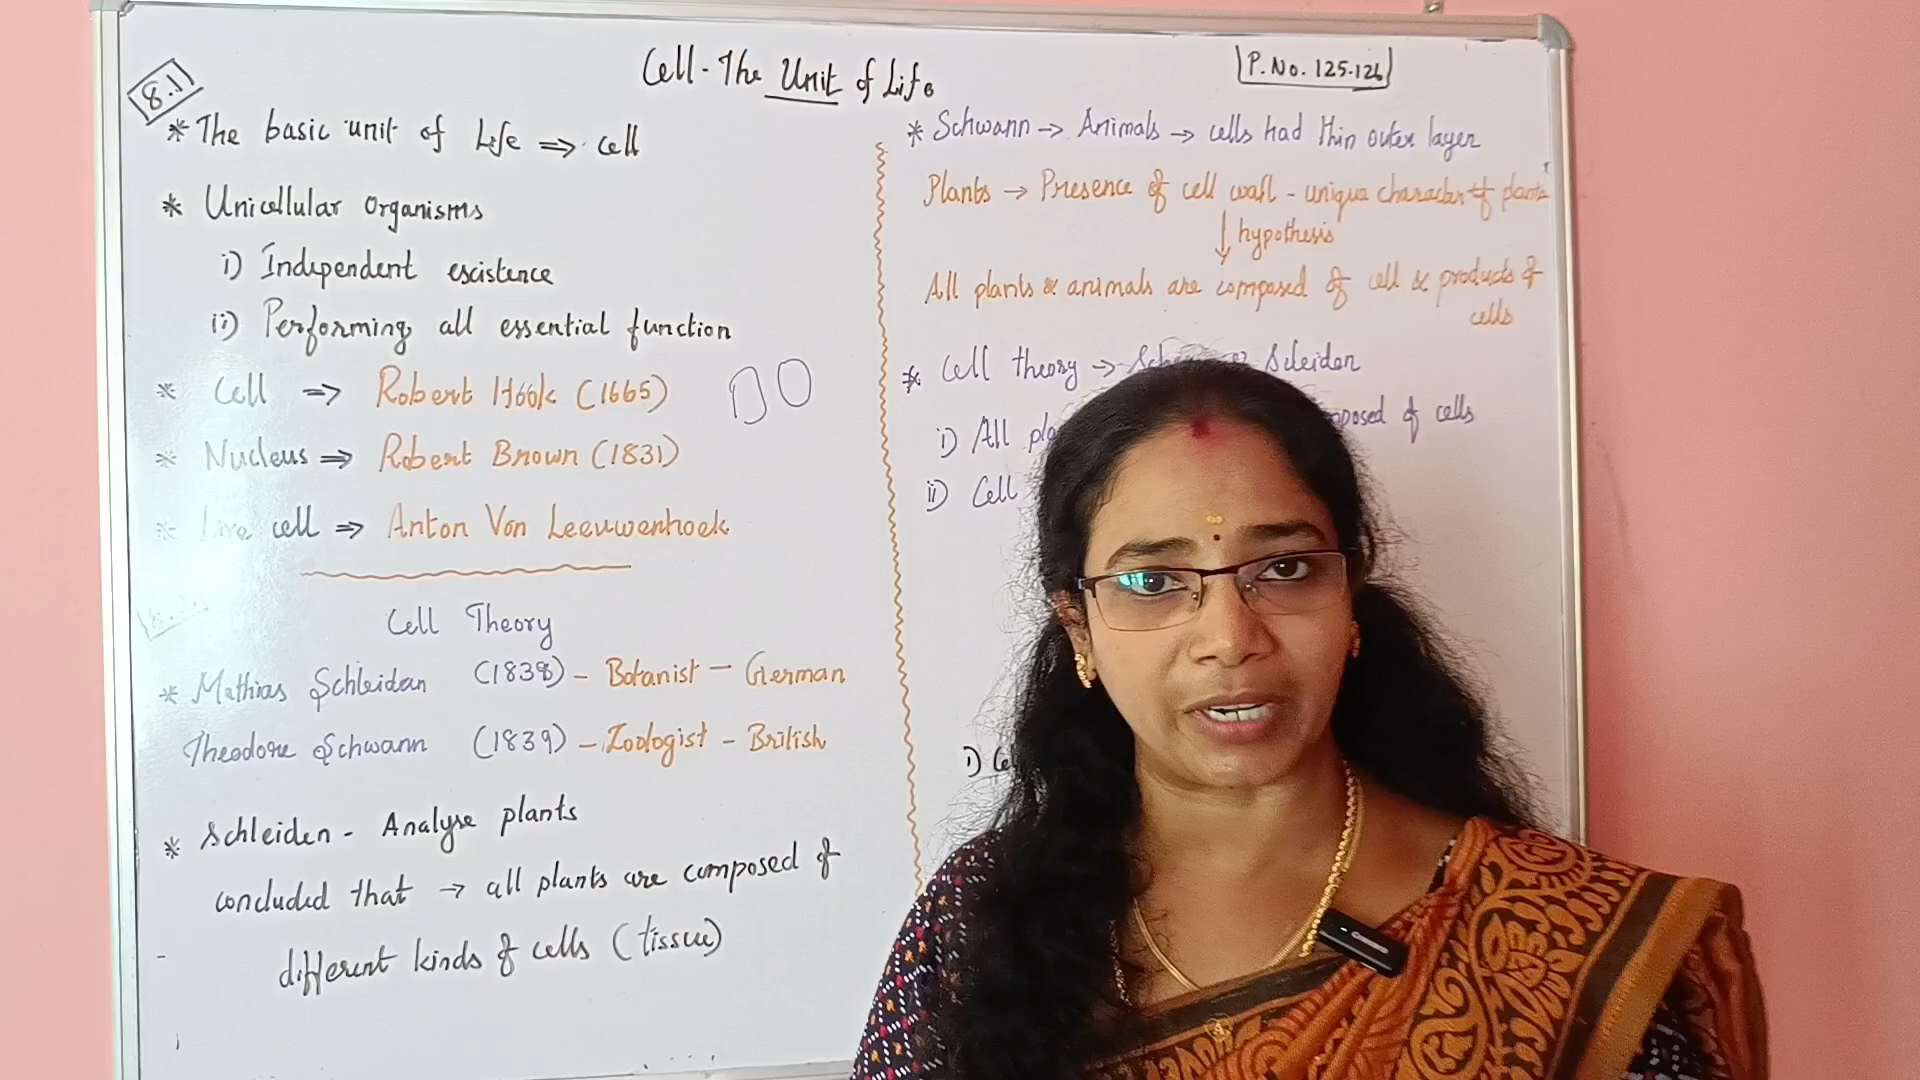 Cell - The Unit of Life
P. No. 125-126
8.1
* The basic unit of Life ⇒ cell
* Unicellular Organisms
i) Independent escistence
ii) Performing all essential function
* Cell ⇒ Robert Hook (1665)
* Nucleus ⇒ Robert Brown (1831)
* Live cell ⇒ Anton Von Leeuwenhoek
Cell Theory
* Mathias Schleidan (1838) - Botanist - German
Theodore Schwann (1839) - Zoologist - British
* Schleiden - Analyse plants
concluded that → all plants are composed of
different kinds of cells (tissue)
* Schwann → Animals → cells had thin outer layer
Plants → Presence of cell wall - unique character of plants
↓ hypothesis
All plants & animals are composed of cell & products of
cells
* Cell theory → Scleiden
i) All of cells
ii) Cell
i)